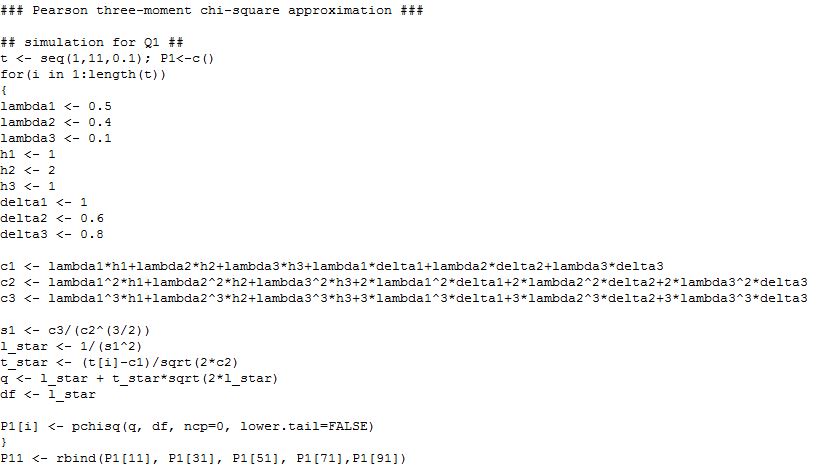 ### Pearson three-moment chi-square approximation ###
## simulation for Q1 ##
t <- seq(1,11,0.1); P1<-c()
for(i in 1:length(t))
{
lambda1 <- 0.5
lambda2 <- 0.4
lambda3 <- 0.1
h1 <- 1
h2 <- 2
h3 <- 1
delta1 <- 1
delta2 <- 0.6
delta3 <- 0.8
c1 <- lambda1*h1+lambda2*h2+lambda3*h3+lambda1*delta1+lambda2*delta2+lambda3*delta3
c2 <- lambda1^2*h1+lambda2^2*h2+lambda3^2*h3+2*lambda1^2*delta1+2*lambda2^2*delta2+2*lambda3^2*delta3
c3 <- lambda1^3*h1+lambda2^3*h2+lambda3^3*h3+3*lambda1^3*delta1+3*lambda2^3*delta2+3*lambda3^3*delta3
s1 <- c3/(c2^(3/2))
l_star <- 1/(s1^2)
t_star <- (t[i]-c1)/sqrt(2*c2)
q <- l_star + t_star*sqrt(2*l_star)
df <- l_star
P1[i] <- pchisq(q, df, ncp=0, lower.tail=FALSE)
}
P11 <- rbind(P1[11], P1[31], P1[51], P1[71],P1[91])